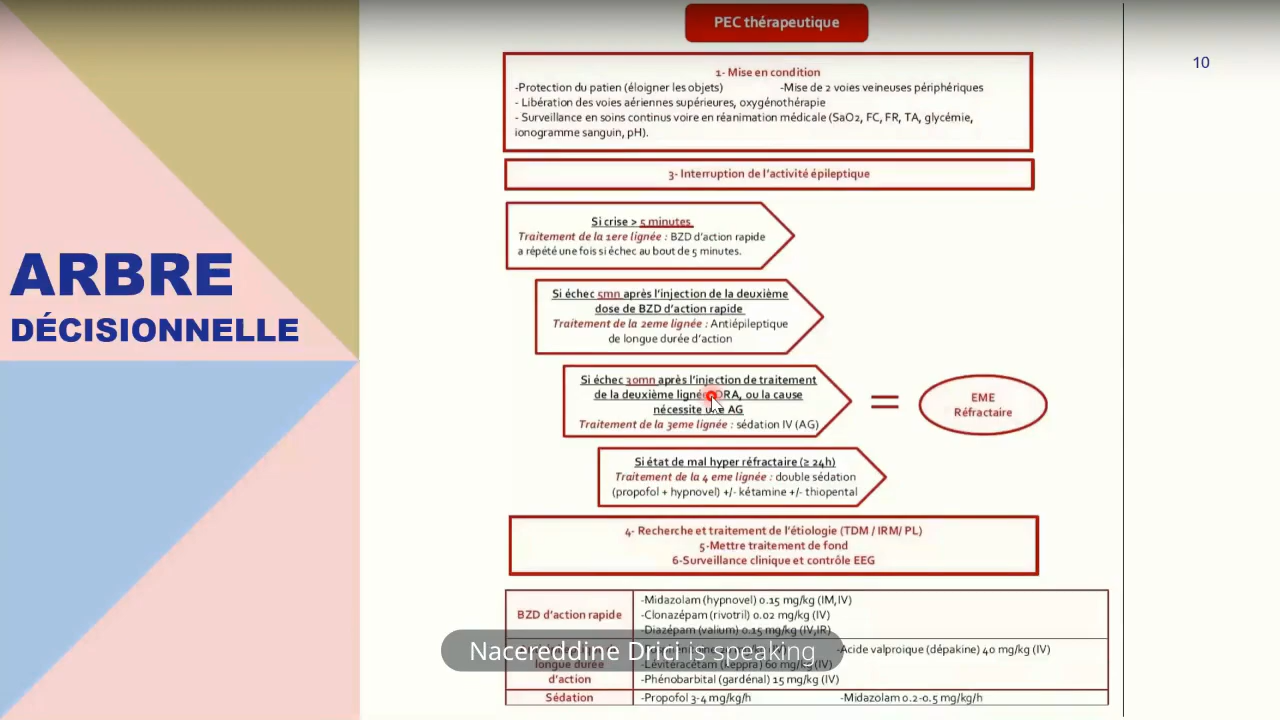 PEC thérapeutique
10
1- Mise en condition
-Protection du patien (éloigner les objets) -Mise de 2 voies veineuses périphériques
- Libération des voies aériennes supérieures, oxygénothérapie
- Surveillance en soins continus voire en réanimation médicale (SaO2, FC, FR, TA, glycémie,
ionogramme sanguin, pH).
3- Interruption de l'activité épileptique
ARBRE
DÉCISIONNELLE
Si crise > 5 minutes
Traitement de la 1ere lignée : BZD d'action rapide
a répété une fois si échec au bout de 5 minutes.
Si échec 5mn après l'injection de la deuxième
dose de BZD d'action rapide
Traitement de la 2eme lignée : Antiépileptique
de longue durée d'action
Si échec 30mn après l'injection de traitement
de la deuxième ligné ou la cause
nécessite une AG
Traitement de la 3eme lignée : sédation IV (AG)
=
EME
Réfractaire
Si état de mal hyper réfractaire (≥ 24h)
Traitement de la 4 eme lignée : double sédation
(propofol + hypnovel) +/- kétamine +/- thiopental
4- Recherche et traitement de l'étiologie (TDM / IRM/ PL)
5-Mettre traitement de fond
6-Surveillance clinique et contrôle EEG
BZD d'action rapide
-Midazolam (hypnovel) 0.15 mg/kg (IM,IV)
-Clonazépam (rivotril) 0.02 mg/kg (IV)
-Diazépam (valium) 0.15 mg/kg (IV,IR)
Nacereddine Drici is speaking
longue durée
d'action
-Acide valproique (dépakine) 40 mg/kg (IV)
-Lévitéracétam (keppra) 60 mg/kg (IV)
-Phénobarbital (gardénal) 15 mg/kg (IV)
Sédation
-Propofol 3-4 mg/kg/h -Midazolam 0.2-0.5 mg/kg/h